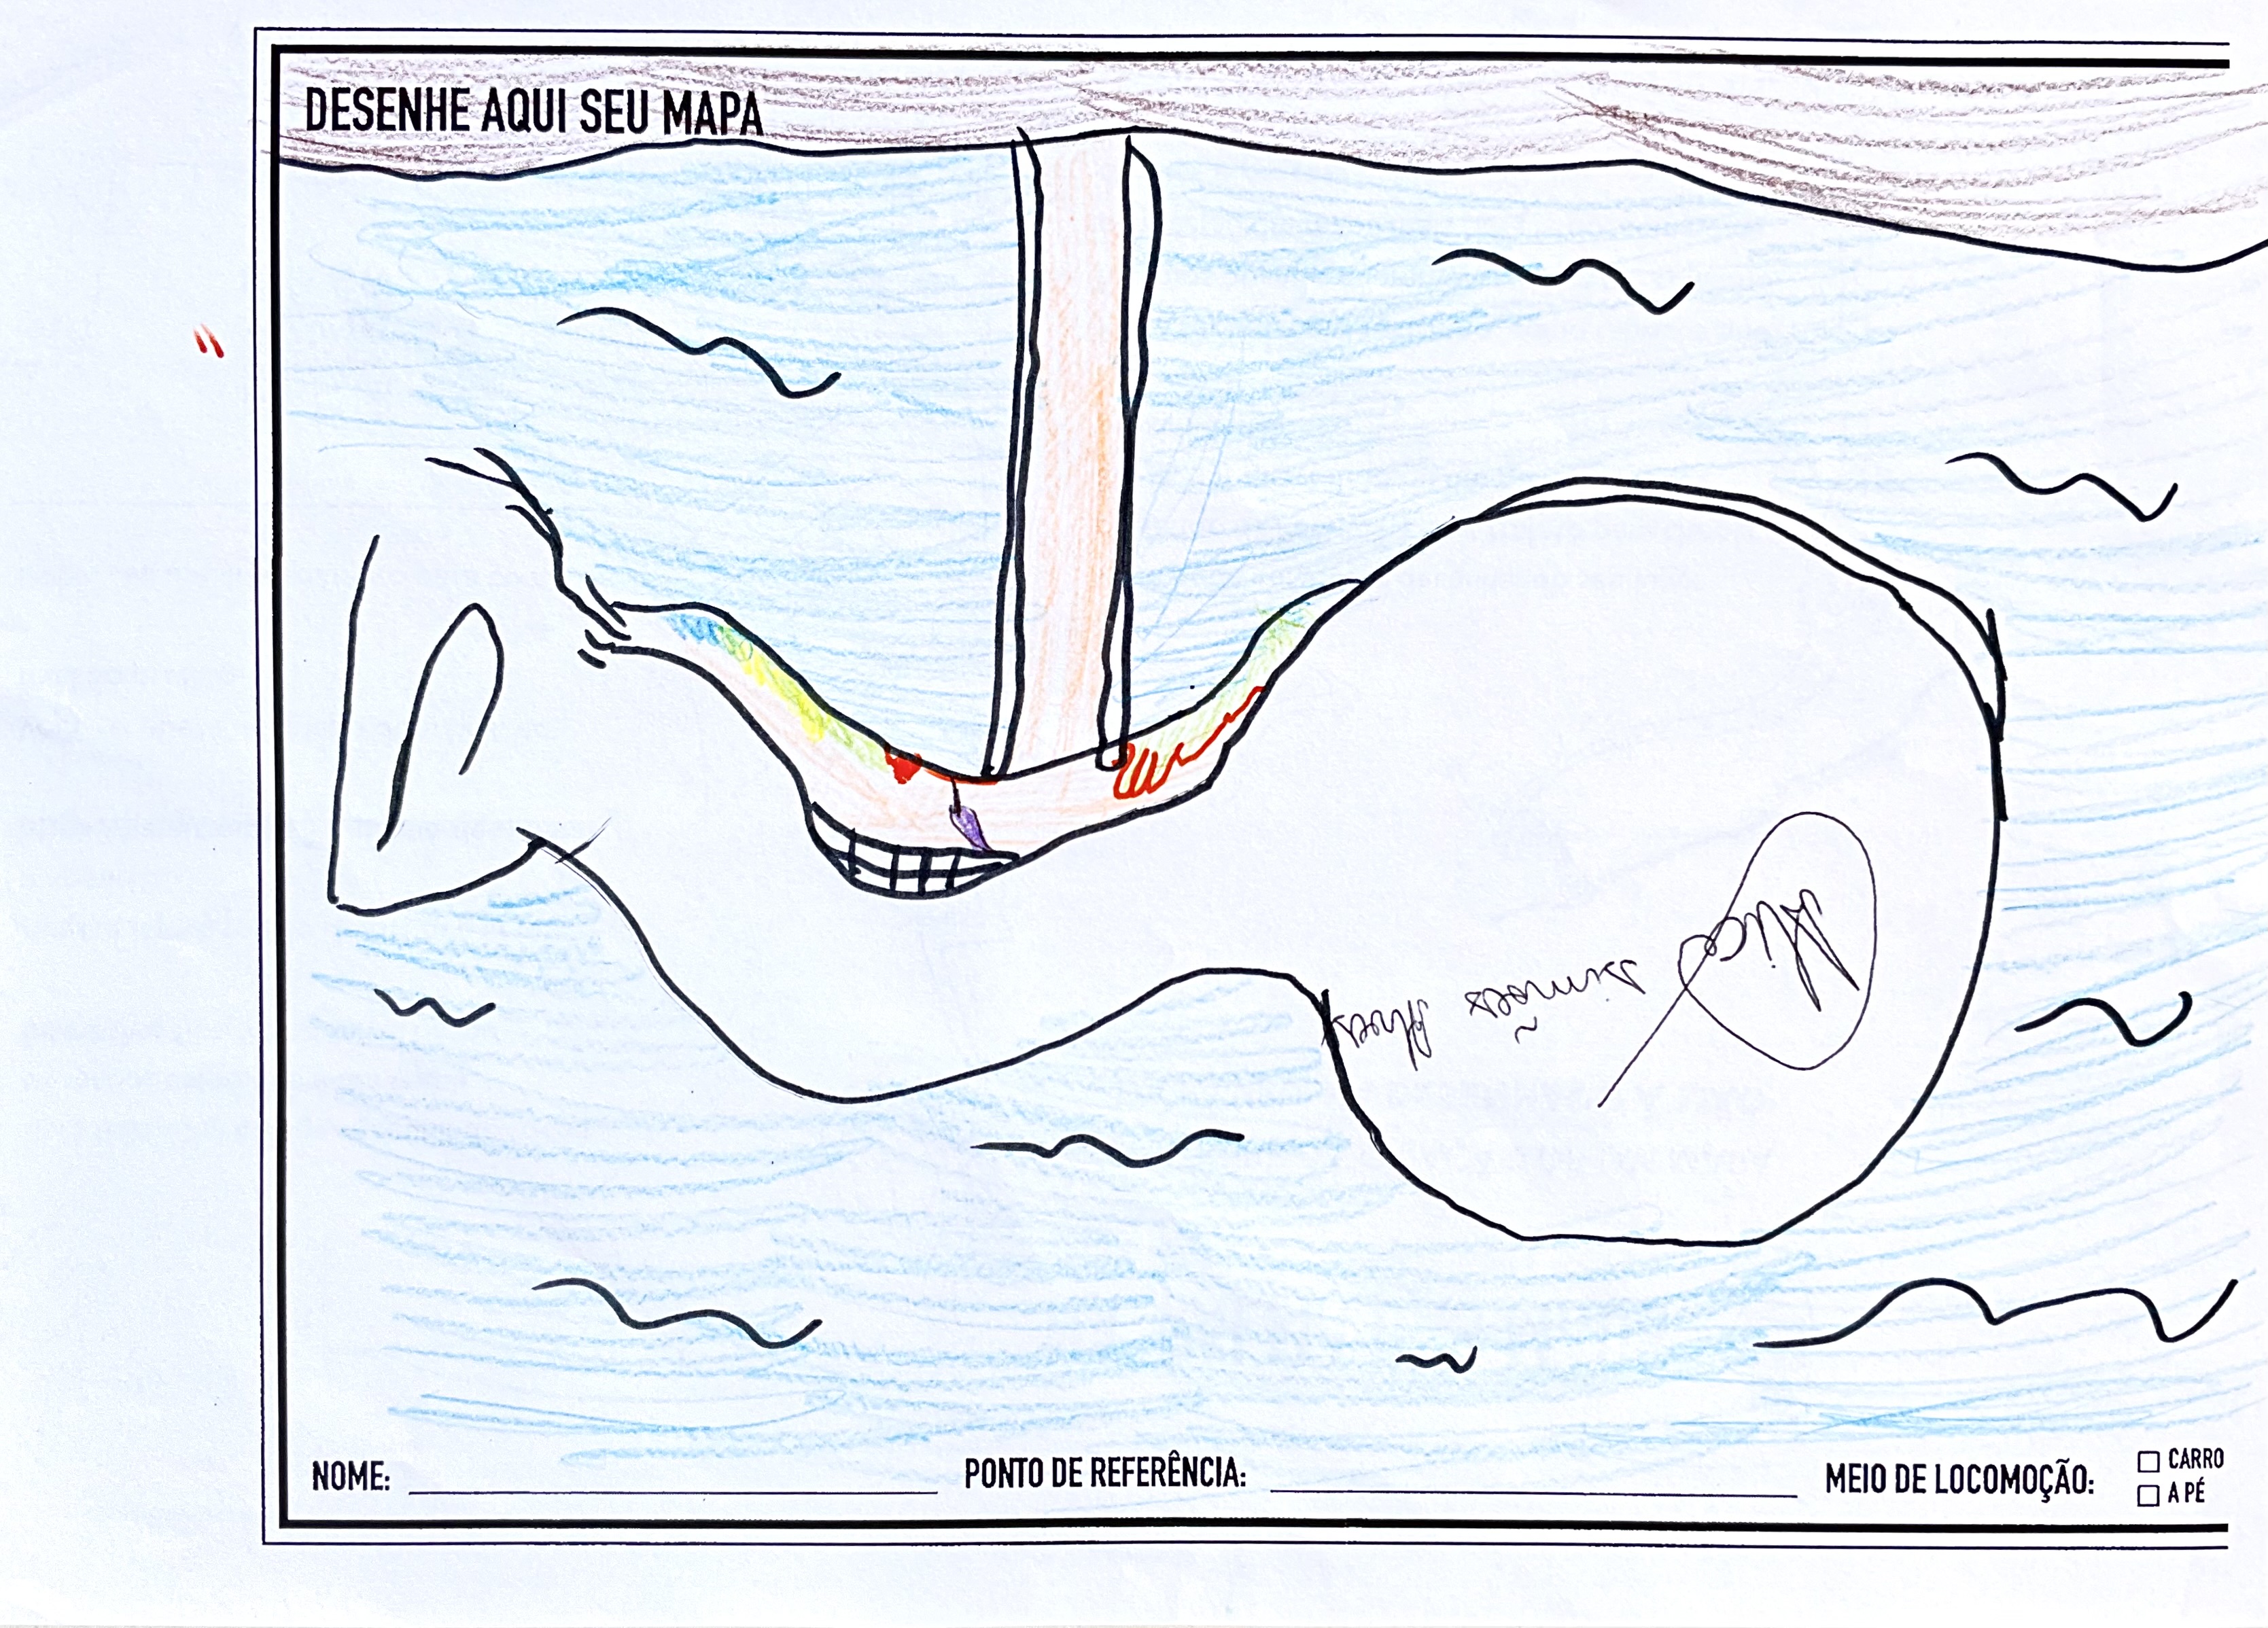 DESENHE AQUI SEU MAPA
Alice
Simões Alves
NOME:
PONTO DE REFERÊNCIA:
MEIO DE LOCOMOÇÃO:
CARRO
A PÉ